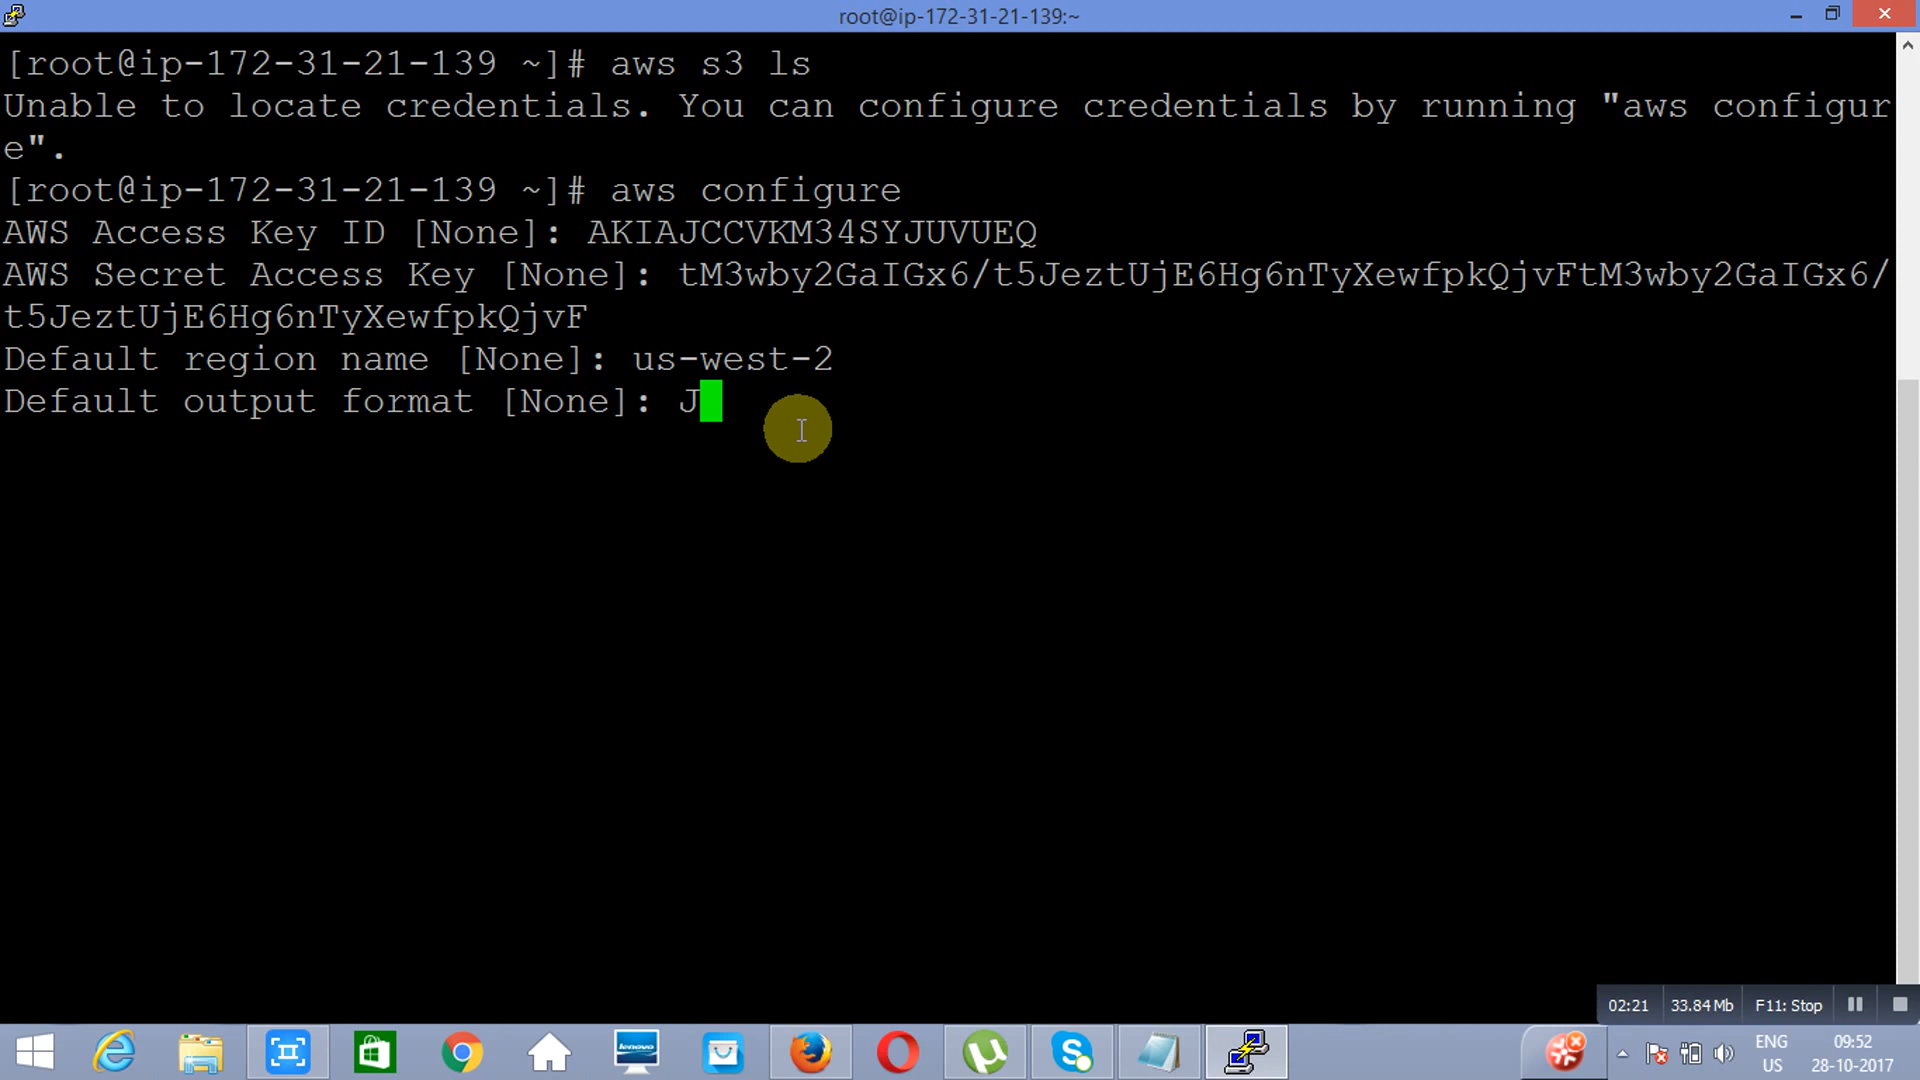 root@ip-172-31-21-139:~
[root@ip-172-31-21-139 ~]# aws s3 ls
Unable to locate credentials. You can configure credentials by running "aws configur
e".
[root@ip-172-31-21-139 ~]# aws configure
AWS Access Key ID [None]: AKIAJCCVKM34SYJUVUEQ
AWS Secret Access Key [None]: tM3wby2GaIGx6/t5JeztUjE6Hg6nTyXewfpkQjvFtM3wby2GaIGx6/
t5JeztUjE6Hg6nTyXewfpkQjvF
Default region name [None]: us-west-2
Default output format [None]: J
02:21 33.84 Mb F11: Stop
lenovo
ENG
US
09:52
28-10-2017